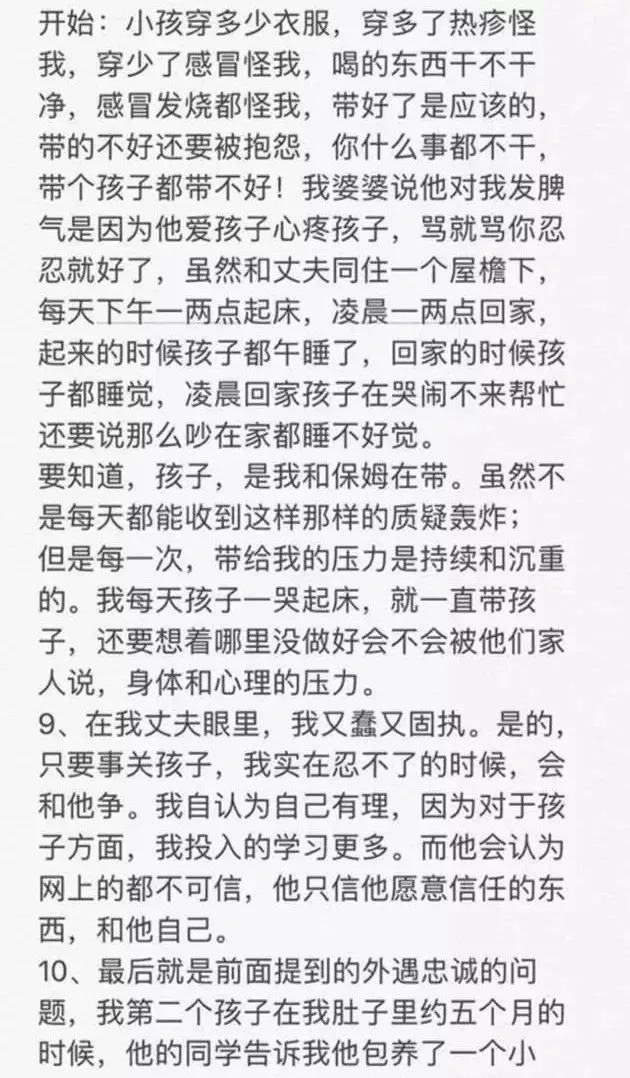 开始：小孩穿多少衣服，穿多了热疹怪
我，穿少了感冒怪我，喝的东西干不干
净，感冒发烧都怪我，带好了是应该的，
带的不好还要被抱怨，你什么事都不干，
带个孩子都带不好！我婆婆说他对我发脾
气是因为他爱孩子心疼孩子，骂就骂你忍
忍就好了，虽然和丈夫同住一个屋檐下，
每天下午一两点起床，凌晨一两点回家，
起来的时候孩子都午睡了，回家的时候孩
子都睡觉，凌晨回家孩子在哭闹不来帮忙
还要说那么吵在家都睡不好觉。
要知道，孩子，是我和保姆在带。虽然不
是每天都能收到这样那样的质疑轰炸；
但是每一次，带给我的压力是持续和沉重
的。我每天孩子一哭起床，就一直带孩
子，还要想着哪里没做好会不会被他们家
人说，身体和心理的压力。
9、在我丈夫眼里，我又蠢又固执。是的，
只要事关孩子，我实在忍不了的时候，会
和他争。我自认为自己有理，因为对于孩
子方面，我投入的学习更多。而他会认为
网上的都不可信，他只信他愿意信任的东
西，和他自己。
10、最后就是前面提到的外遇忠诚的问
题，我第二个孩子在我肚子里约五个月的
时候，他的同学告诉我他包养了一个小